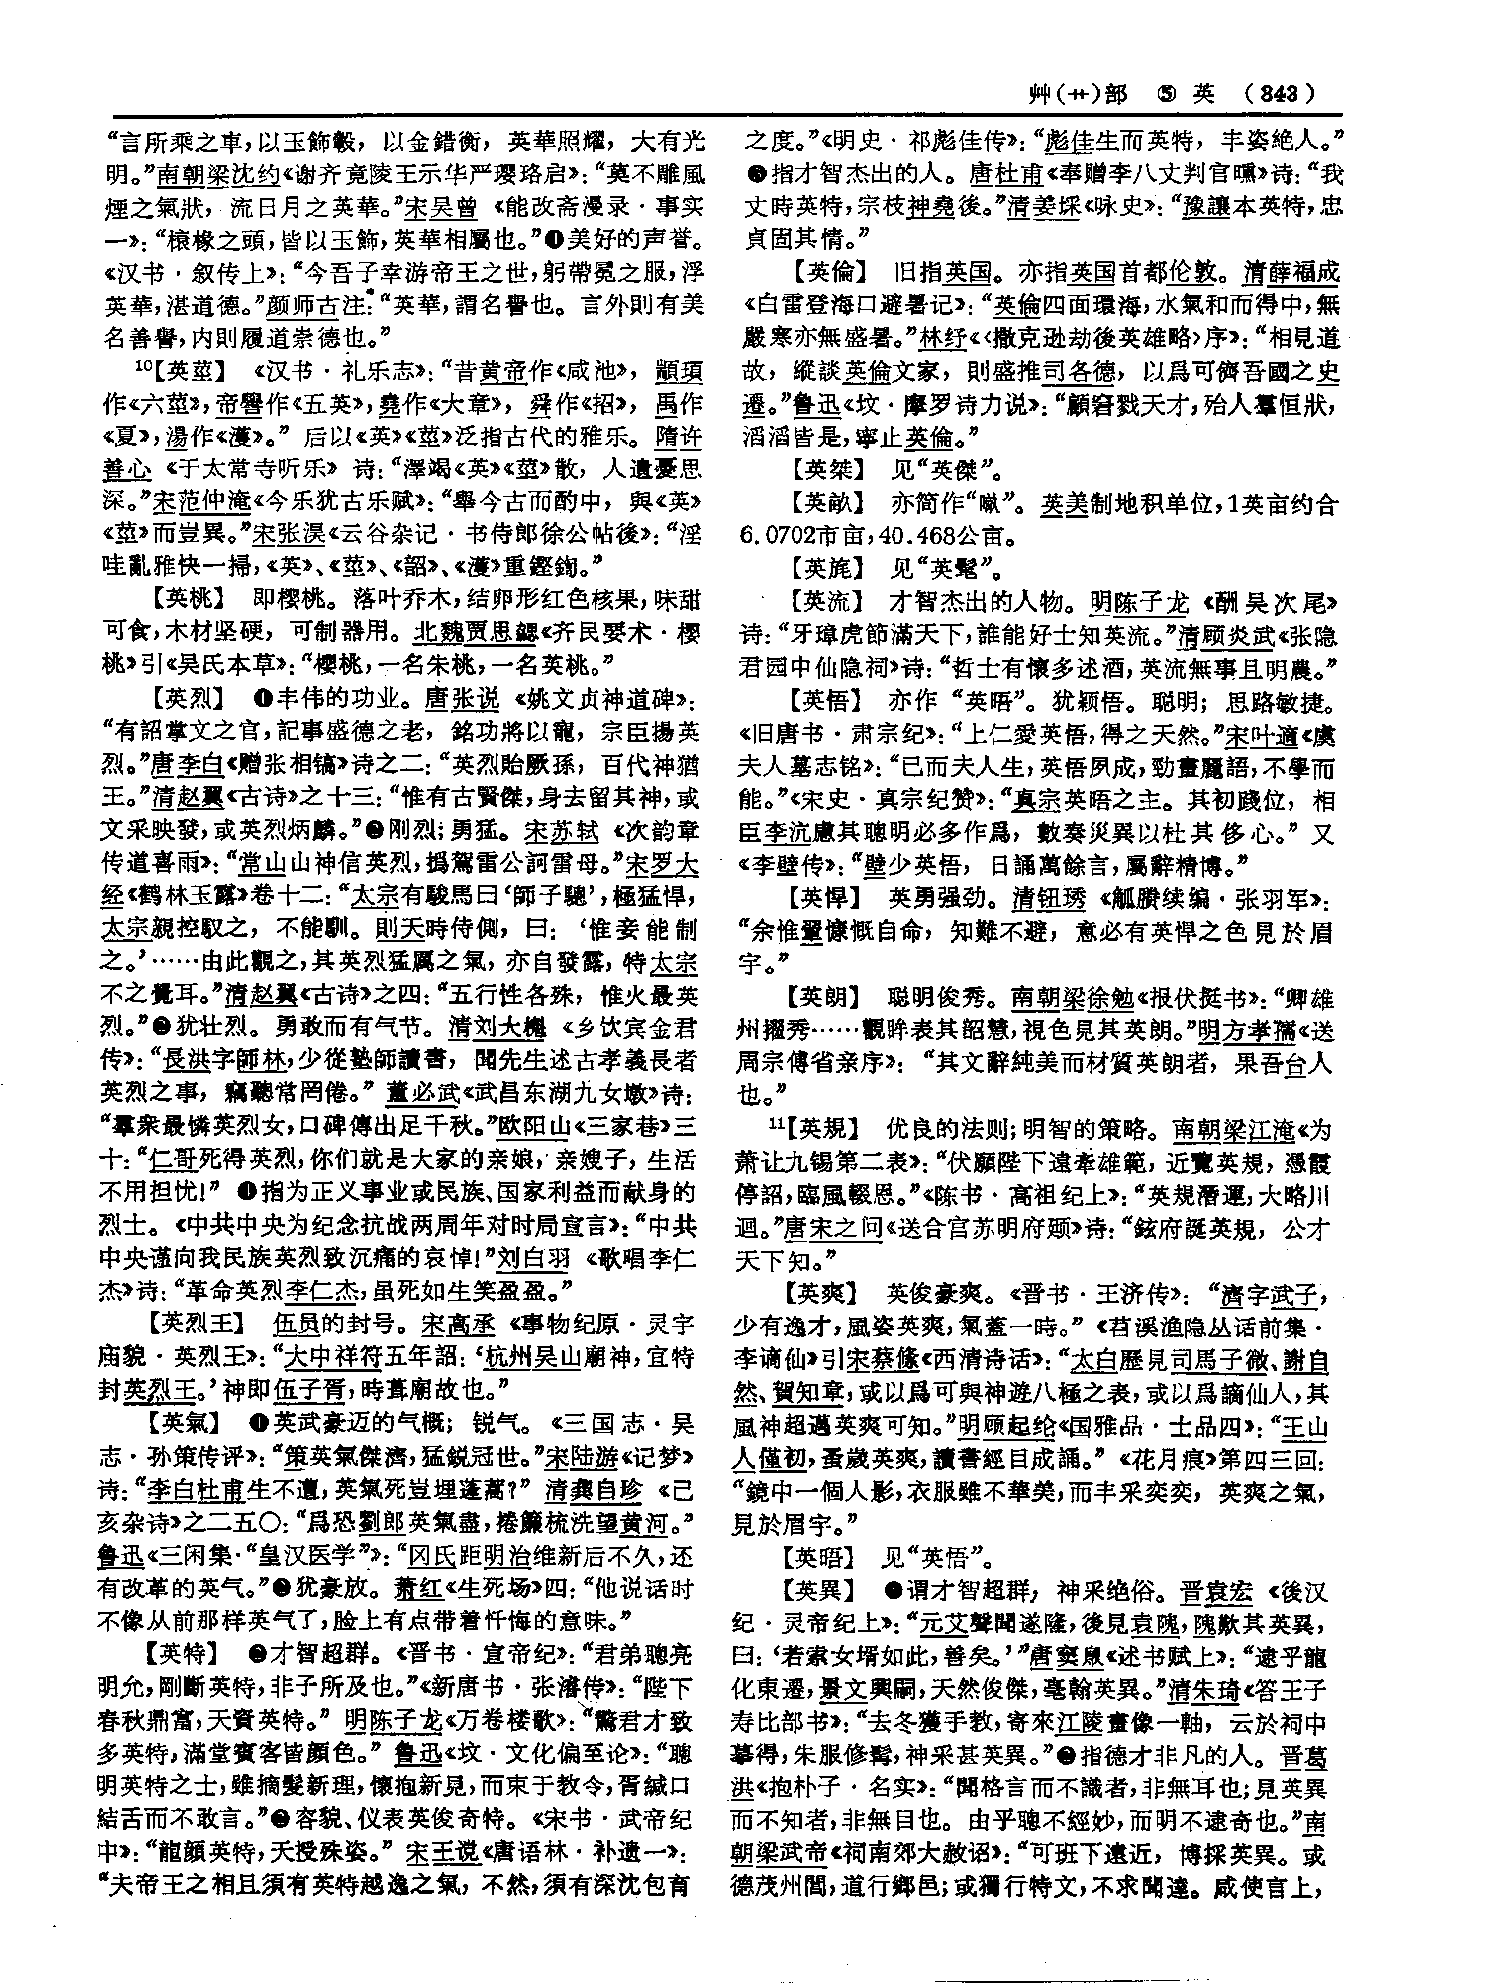 艸(艹)部 ⑤ 英 (343)
“言所乘之車,以玉飾轂, 以金錯衡, 英華照耀, 大有光
明。”南朝梁沈约《谢齐竟陵王示华严璎珞启》:“莫不雕風
煙之氣狀, 流日月之英華。”宋吴曾《能改斋漫录·事实
一》:“榱椽之頭,皆以玉飾,英華相屬也。”❹美好的声誉。
《汉书·叙传上》:“今吾子幸游帝王之世,躬帶冕之服,浮
英華,湛道德。”颜师古注:“英華,謂名譽也。言外則有美
名善譽,内則履道崇德也。”
10【英莖】 《汉书·礼乐志》:“昔黄帝作《咸池》, 顓頊
作《六莖》,帝嚳作《五英》,堯作《大章》, 舜作《招》, 禹作
《夏》,湯作《濩》。” 后以《英》《莖》泛指古代的雅乐。隋许
善心《于太常寺听乐》诗:“澤竭《英》《莖》散, 人遺憂思
深。”宋范仲淹《今乐犹古乐赋》:“舉今古而酌中, 與《英》
《莖》而豈異。”宋张淏《云谷杂记·书侍郎徐公帖後》:“淫
哇亂雅快一掃,《英》、《莖》、《韶》、《濩》重鏗鉤。”
【英桃】 即樱桃。落叶乔木,结卵形红色核果,味甜
可食,木材坚硬, 可制器用。北魏贾思勰《齐民要术·樱
桃》引《吴氏本草》:“櫻桃,一名朱桃,一名英桃。”
【英烈】 ❶丰伟的功业。唐张说《姚文贞神道碑》:
“有詔掌文之官,記事盛德之老, 銘功將以寵, 宗臣揚英
烈。”唐李白《赠张相镐》诗之二:“英烈貽厥孫, 百代神猶
王。”清赵翼《古诗》之十三:“惟有古賢傑,身去留其神,或
文采映發,或英烈炳麟。”❷刚烈;勇猛。宋苏轼《次韵章
传道喜雨》:“常山山神信英烈,撝駕雷公訶雷母。”宋罗大
经《鹤林玉露》卷十二:“太宗有駿馬曰‘師子驄’,極猛悍,
太宗親控馭之, 不能馴。則天時侍側, 曰: ‘惟妾能制
之。’……由此觀之,其英烈猛厲之氣, 亦自發露, 特太宗
不之覺耳。”清赵翼《古诗》之四:“五行性各殊, 惟火最英
烈。”❸犹壮烈。勇敢而有气节。清刘大櫆《乡饮宾金君
传》:“長洪字師林,少從塾師讀書, 聞先生述古孝義長者
英烈之事, 竊聽常罔倦。” 董必武《武昌东湖九女墩》诗:
“羣衆最憐英烈女,口碑傳出足千秋。”欧阳山《三家巷》三
十:“仁哥死得英烈,你们就是大家的亲娘, 亲嫂子, 生活
不用担忧!” ❹指为正义事业或民族、国家利益而献身的
烈士。《中共中央为纪念抗战两周年对时局宣言》:“中共
中央谨向我民族英烈致沉痛的哀悼!”刘白羽《歌唱李仁
杰》诗:“革命英烈李仁杰,虽死如生笑盈盈。”
【英烈王】 伍员的封号。宋高承《事物纪原·灵宇
庙貌·英烈王》:“大中祥符五年詔:‘杭州吴山廟神,宜特
封英烈王。’神即伍子胥,時葺廟故也。”
【英氣】 ❶英武豪迈的气概; 锐气。《三国志·吴
志·孙策传评》:“策英氣傑濟,猛鋭冠世。”宋陆游《记梦》
诗:“李白杜甫生不遭,英氣死豈埋蓬蒿?” 清龚自珍《己
亥杂诗》之二五〇:“爲恐劉郎英氣盡,捲簾梳洗望黄河。”
鲁迅《三闲集·“皇汉医学”》:“冈氏距明治维新后不久,还
有改革的英气。”❷犹豪放。萧红《生死场》四:“他说话时
不像从前那样英气了,脸上有点带着忏悔的意味。”
【英特】 ❶才智超群。《晋书·宣帝纪》:“君弟聰亮
明允,剛斷英特,非子所及也。”《新唐书·张濬传》:“陛下
春秋鼎富,天資英特。” 明陈子龙《万卷楼歌》:“驚君才致
多英特,滿堂賓客皆顔色。” 鲁迅《坟·文化偏至论》:“聰
明英特之士,雖摘髮新理,懷抱新見,而束于教令,胥緘口
結舌而不敢言。”❷容貌、仪表英俊奇特。《宋书·武帝纪
中》:“龍顔英特,天授殊姿。” 宋王谠《唐语林·补遗一》:
“夫帝王之相且須有英特越逸之氣, 不然,須有深沈包育
之度。”《明史·祁彪佳传》:“彪佳生而英特, 丰姿絶人。”
❸指才智杰出的人。唐杜甫《奉赠李八丈判官曛》诗:“我
丈時英特,宗枝神堯後。”清姜埰《咏史》:“豫讓本英特,忠
貞固其情。”
【英倫】 旧指英国。亦指英国首都伦敦。清薛福成
《白雷登海口避暑记》:“英倫四面環海,水氣和而得中,無
嚴寒亦無盛暑。”林纾《〈撒克逊劫後英雄略〉序》:“相見道
故, 縱談英倫文家, 則盛推司各德, 以爲可儕吾國之史
遷。”鲁迅《坟·摩罗诗力说》:“顧窘戮天才,殆人羣恒狀,
滔滔皆是,寧止英倫。”
【英桀】 见“英傑”。
【英畝】 亦简作“㖊”。英美制地积单位,1英亩约合
6.0702市亩,40.468公亩。
【英旄】 见“英髦”。
【英流】 才智杰出的人物。明陈子龙《酬吴次尾》
诗:“牙璋虎節滿天下,誰能好士知英流。”清顾炎武《张隐
君园中仙隐祠》诗:“哲士有懷多述酒,英流無事且明農。”
【英悟】 亦作“英晤”。犹颖悟。聪明; 思路敏捷。
《旧唐书·肃宗纪》:“上仁愛英悟,得之天然。”宋叶適《虞
夫人墓志铭》:“已而夫人生,英悟夙成,勁畫麗語,不學而
能。”《宋史·真宗纪赞》:“真宗英晤之主。其初踐位, 相
臣李沆慮其聰明必多作爲, 數奏災異以杜其侈心。” 又
《李壁传》:“壁少英悟, 日誦萬餘言,屬辭精博。”
【英悍】 英勇强劲。清钮琇《觚賸续编·张羽军》:
“余惟翬慷慨自命, 知難不避, 意必有英悍之色見於眉
宇。”
【英朗】 聪明俊秀。南朝梁徐勉《报伏挺书》:“卿雄
州擢秀……觀眸表其韶慧,視色見其英朗。”明方孝孺《送
周宗傅省亲序》: “其文辭純美而材質英朗者, 果吾台人
也。”
11【英規】 优良的法则;明智的策略。南朝梁江淹《为
萧让九锡第二表》:“伏願陛下遠牽雄範, 近覽英規, 憑霞
停詔,臨風輟恩。”《陈书·高祖纪上》:“英規潛運,大略川
迴。”唐宋之问《送合宫苏明府颋》诗:“鉉府誕英規, 公才
天下知。”
【英爽】 英俊豪爽。《晋书·王济传》: “濟字武子,
少有逸才,風姿英爽,氣蓋一時。”《苕溪渔隐丛话前集·
李谪仙》引宋蔡絛《西清诗话》:“太白歷見司馬子微、謝自
然、賀知章,或以爲可與神遊八極之表,或以爲謫仙人,其
風神超邁英爽可知。”明顾起纶《国雅品·士品四》:“王山
人僅初,蚤歲英爽,讀書經目成誦。”《花月痕》第四三回:
“鏡中一個人影,衣服雖不華美,而丰采奕奕, 英爽之氣,
見於眉宇。”
【英晤】 见“英悟”。
【英異】 ❶谓才智超群, 神采绝俗。晋袁宏《後汉
纪·灵帝纪上》:“元艾聲聞遂隆,後見袁隗,隗歎其英異,
曰:‘若索女壻如此,善矣。’”唐窦臮《述书赋上》:“逮乎龍
化東遷,景文興嗣,天然俊傑,毫翰英異。”清朱琦《答王子
寿比部书》:“去冬獲手教,寄來江陵畫像一軸, 云於祠中
摹得,朱服修髯,神采甚英異。”❷指德才非凡的人。晋葛
洪《抱朴子·名实》:“聞格言而不識者,非無耳也;見英異
而不知者,非無目也。由乎聰不經妙,而明不逮奇也。”南
朝梁武帝《祠南郊大赦诏》:“可班下遠近, 博採英異。或
德茂州閭,道行鄉邑;或獨行特立,不求聞達。咸使言上,